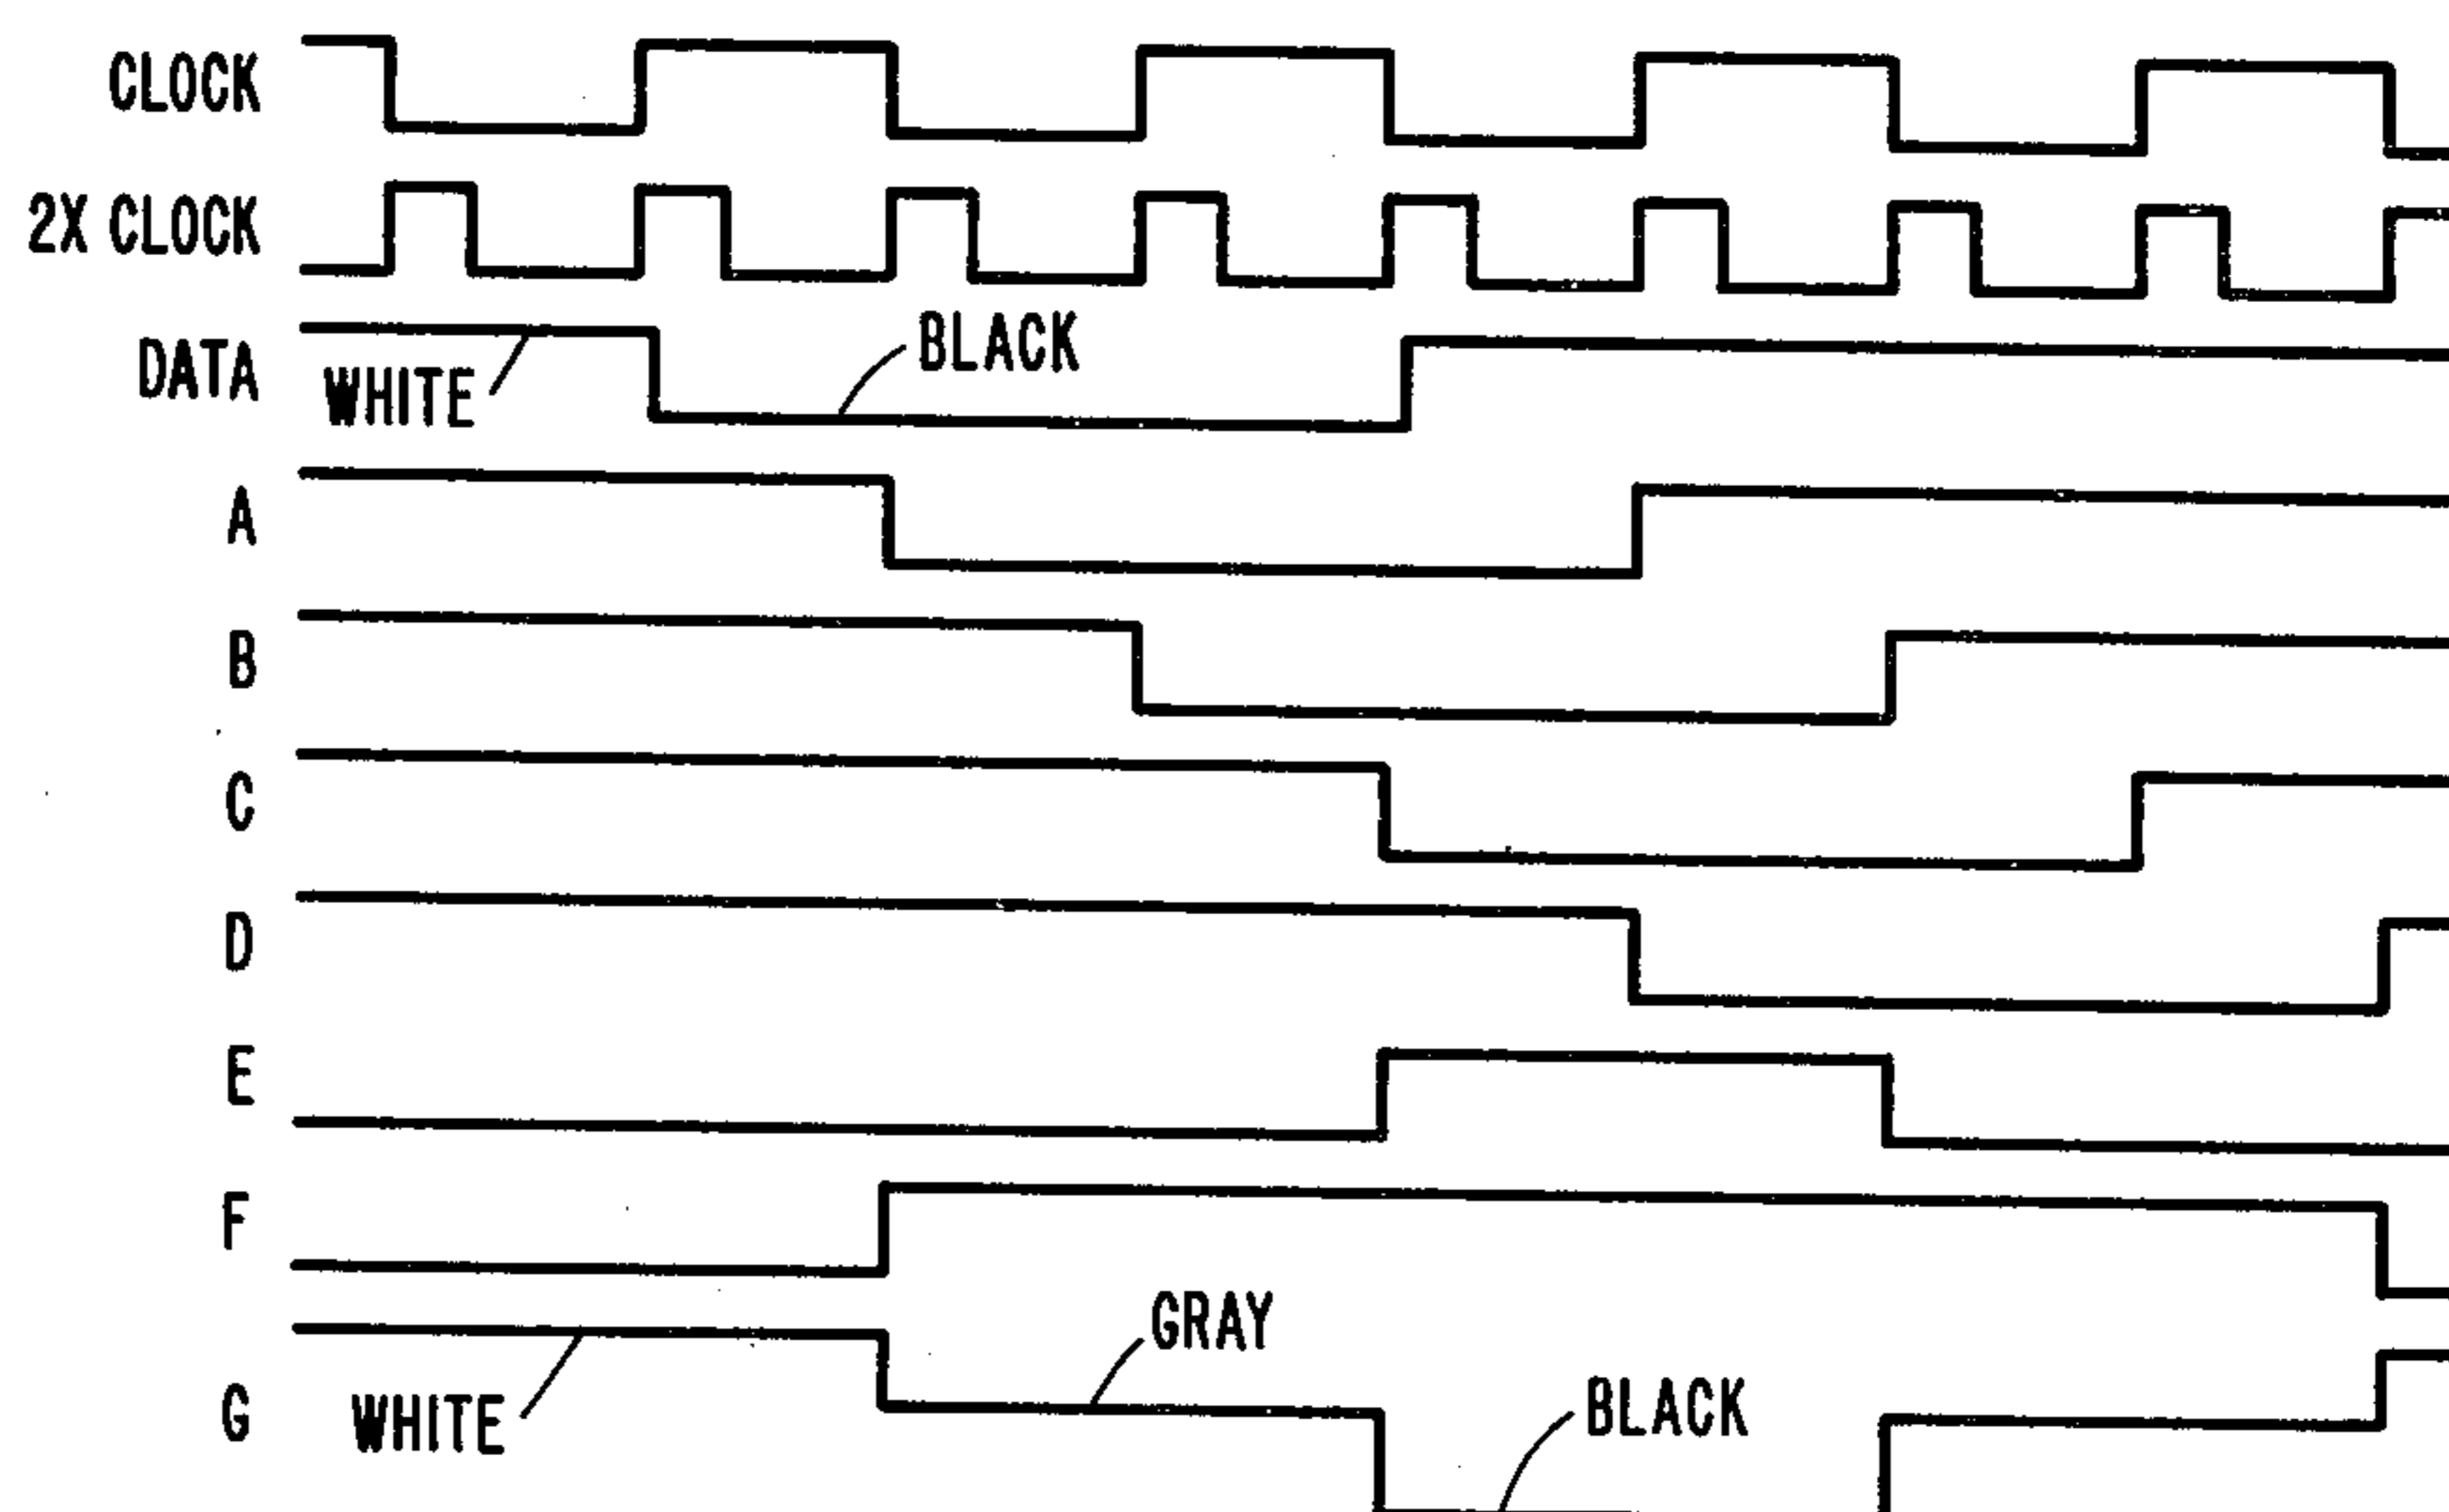 CLOCK
2X CLOCK
DATA
WHITE
BLACK
A
B
C
D
E
F
GRAY
G
WHITE
BLACK